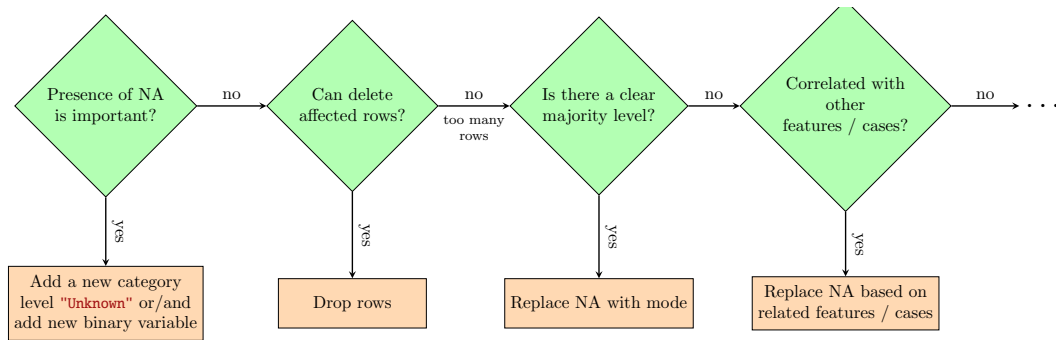 Presence of NA
is important?
no
Can delete
affected rows?
no
too many
rows
Is there a clear
majority level?
no
Correlated with
other
features / cases?
no
...
yes
yes
yes
yes
Add a new category
level "Unknown" or/and
add new binary variable
Drop rows
Replace NA with mode
Replace NA based on
related features / cases